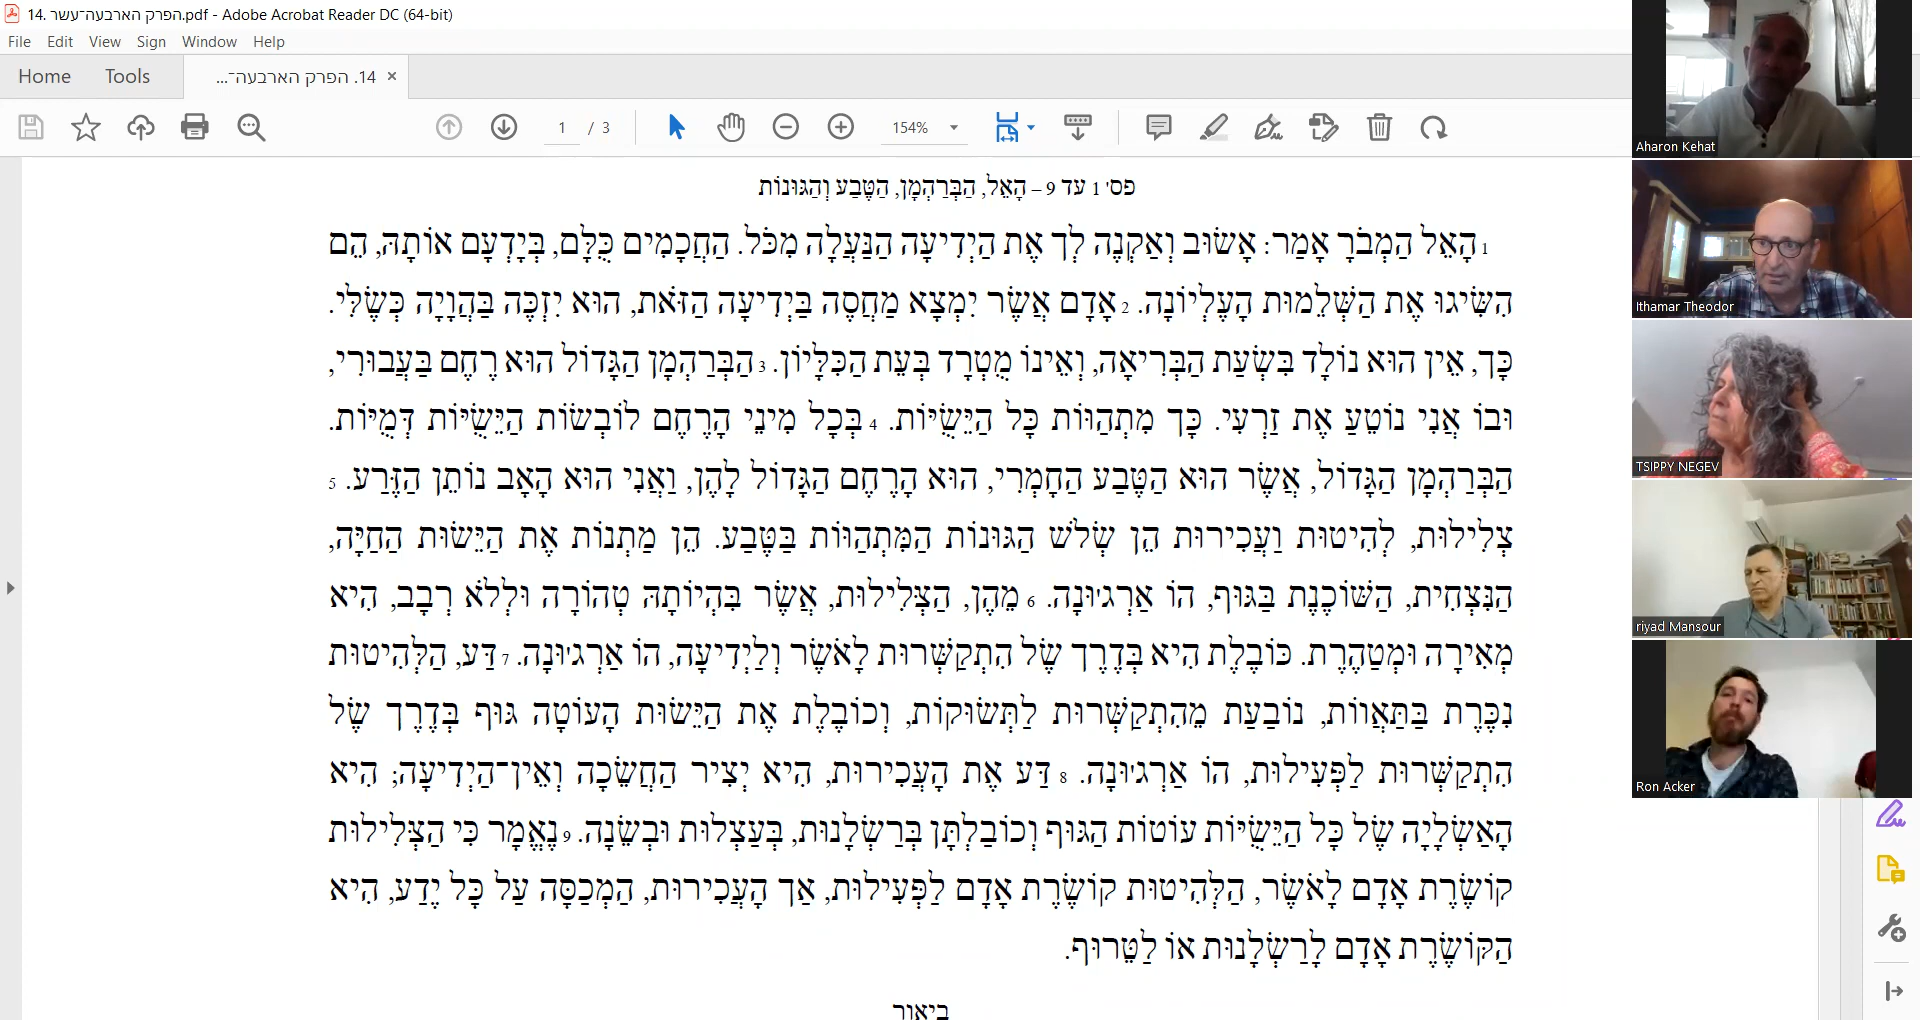 14. הפרק הארבעה־עשר.pdf - Adobe Acrobat Reader DC (64-bit)
File Edit View Sign Window Help
Home Tools 14. הפרק הארבעה־... ×
1 / 3 154%
פס' 1 עד 9 – הָאֵל, הַבְּרַהְמָן, הַטֶּבַע וְהַגּוּנוֹת
1 הָאֵל הַמְבֹרָךְ אָמַר: אָשׁוּב וְאַקְנֶה לְךָ אֶת הַיְדִיעָה הַנַּעֲלָה מִכֹּל. הַחֲכָמִים כֻּלָּם, בְּיָדְעָם אוֹתָהּ, הֵם
הִשִּׂיגוּ אֶת הַשְּׁלֵמוּת הָעֶלְיוֹנָה. 2 אָדָם אֲשֶׁר יִמְצָא מַחֲסֶה בַּיְדִיעָה הַזֹּאת, הוּא יִזְכֶּה בַּהֲוָיָה כְּשֶׁלִּי.
כָּךְ, אֵין הוּא נוֹלָד בִּשְׁעַת הַבְּרִיאָה, וְאֵינוֹ מֻטְרָד בְּעֵת הַכִּלָּיוֹן. 3 הַבְּרַהְמָן הַגָּדוֹל הוּא רֶחֶם בַּעֲבוּרִי,
וּבוֹ אֲנִי נוֹטֵעַ אֶת זַרְעִי. כָּךְ מִתְהַוּוֹת כָּל הַיֵּשֻׁיּוֹת. 4 בְּכָל מִינֵי הָרֶחֶם לוֹבְשׁוֹת הַיֵּשֻׁיּוֹת דְּמֻיּוֹת.
הַבְּרַהְמָן הַגָּדוֹל, אֲשֶׁר הוּא הַטֶּבַע הַחָמְרִי, הוּא הָרֶחֶם הַגָּדוֹל לָהֶן, וַאֲנִי הוּא הָאָב נוֹתֵן הַזֶּרַע. 5
צְלִילוּת, לְהִיטוּת וַעֲכִירוּת הֵן שְׁלֹשׁ הַגּוּנוֹת הַמִּתְהַוּוֹת בַּטֶּבַע. הֵן מַתְנוֹת אֶת הַיֵּשׁוּת הַחַיָּה,
הַנִּצְחִית, הַשּׁוֹכֶנֶת בַּגּוּף, הוֹ אַרְג'וּנָה. 6 מֵהֶן, הַצְּלִילוּת, אֲשֶׁר בִּהְיוֹתָהּ טְהוֹרָה וּלְלֹא רְבָב, הִיא
מְאִירָה וּמְטַהֶרֶת. כּוֹבֶלֶת הִיא בְּדֶרֶךְ שֶׁל הִתְקַשְּׁרוּת לָאֹשֶׁר וְלַיְדִיעָה, הוֹ אַרְג'וּנָה. 7 דַּע, הַלְּהִיטוּת
נִכֶּרֶת בַּתַּאֲווֹת, נוֹבַעַת מֵהִתְקַשְּׁרוּת לַתְּשׁוּקוֹת, וְכוֹבֶלֶת אֶת הַיֵּשׁוּת הָעוֹטָה גּוּף בְּדֶרֶךְ שֶׁל
הִתְקַשְּׁרוּת לַפְּעִילוּת, הוֹ אַרְג'וּנָה. 8 דַּע אֶת הָעֲכִירוּת, הִיא יְצִיר הַחֲשֵׁכָה וְאֵין־הַיְדִיעָה; הִיא
הָאַשְׁלָיָה שֶׁל כָּל הַיֵּשֻׁיּוֹת עוֹטוֹת הַגּוּף וְכוֹבַלְתָּן בְּרַשְׁלָנוּת, בְּעַצְלוּת וּבְשֵׁנָה. 9 נֶאֱמָר כִּי הַצְּלִילוּת
קוֹשֶׁרֶת אָדָם לָאֹשֶׁר, הַלְּהִיטוּת קוֹשֶׁרֶת אָדָם לַפְּעִילוּת, אַךְ הָעֲכִירוּת, הַמְכַסָּה עַל כָּל יֶדַע, הִיא
הַקּוֹשֶׁרֶת אָדָם לָרַשְׁלָנוּת אוֹ לַטֵּרוּף.
ביאור
Aharon Kehat
Ithamar Theodor
TSIPPY NEGEV
riyad Mansour
Ron Acker